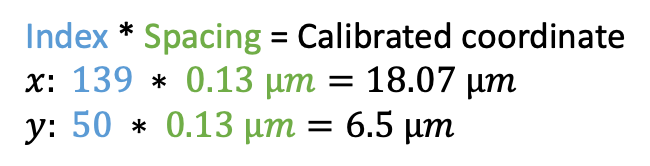 Index * Spacing = Calibrated coordinate
x: 139 * 0.13 µm = 18.07 µm
y: 50 * 0.13 µm = 6.5 µm